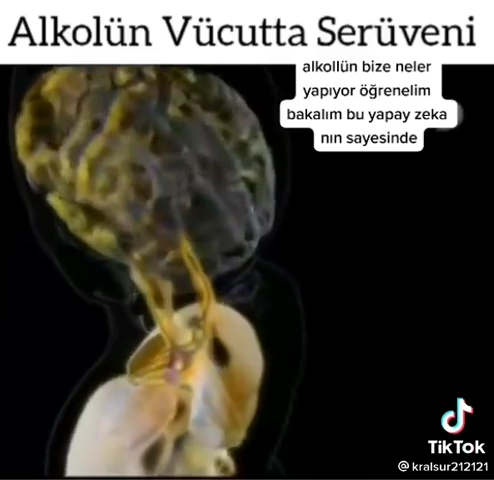 Alkolün Vücutta Serüveni
alkollün bize neler
yapıyor öğrenelim
bakalım bu yapay zeka
nın sayesinde
TikTok
@ kralsur212121